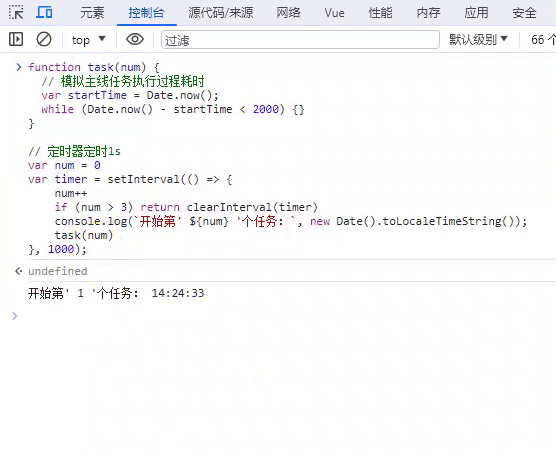 元素 控制台 源代码/来源 网络 Vue 性能 内存 应用 安全
top 过滤 默认级别 66 个
function task(num) {
// 模拟主线任务执行过程耗时
var startTime = Date.now();
while (Date.now() - startTime < 2000) {}
}
// 定时器定时1s
var num = 0
var timer = setInterval(() => {
num++
if (num > 3) return clearInterval(timer)
console.log(`开始第' ${num} '个任务：`, new Date().toLocaleTimeString());
task(num)
}, 1000);
undefined
开始第' 1 '个任务： 14:24:33